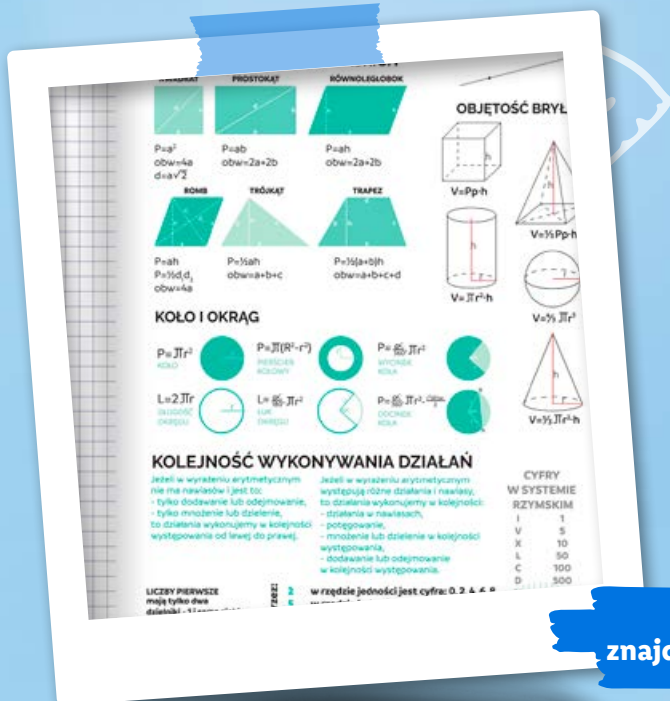 PROSTOKĄT
RÓWNOLEGŁOBOK
P=a²
obw=4a
d=a√2
P=ab
obw=2a+2b
P=ah
obw=2a+2b
ROMB
TRÓJKĄT
TRAPEZ
P=ah
P=½d₁d₂
obw=4a
P=½ah
obw=a+b+c
P=½(a+b)h
obw=a+b+c+d
OBJĘTOŚĆ BRYŁ
V=Pp·h
V=⅓Pp·h
V=πr²·h
V=⅓πr²·h
KOŁO I OKRĄG
P=πr²
KOŁO
P=π(R²-r²)
PIERŚCIEŃ
KOŁOWY
WYCINEK
KOŁA
L=2πr
DŁUGOŚĆ
OKRĘGU
ŁUK
OKRĘGU
ODCINEK
KOŁA
KOLEJNOŚĆ WYKONYWANIA DZIAŁAŃ
Jeżeli w wyrażeniu arytmetycznym
nie ma nawiasów i jest to:
- tylko dodawanie lub odejmowanie,
- tylko mnożenie lub dzielenie,
to działania wykonujemy w kolejności
występowania od lewej do prawej.
Jeżeli w wyrażeniu arytmetycznym
występują różne działania i nawiasy,
to działania wykonujemy w kolejności:
- działania w nawiasach,
- potęgowanie,
- mnożenie lub dzielenie w kolejności
występowania,
- dodawanie lub odejmowanie
w kolejności występowania.
CYFRY
W SYSTEMIE
RZYMSKIM
I 1
V 5
X 10
L 50
C 100
D 500
LICZBY PIERWSZE
mają tylko dwa
2
w rzędzie jedności jest cyfra: 0, 2, 4, 6, 8
znajd